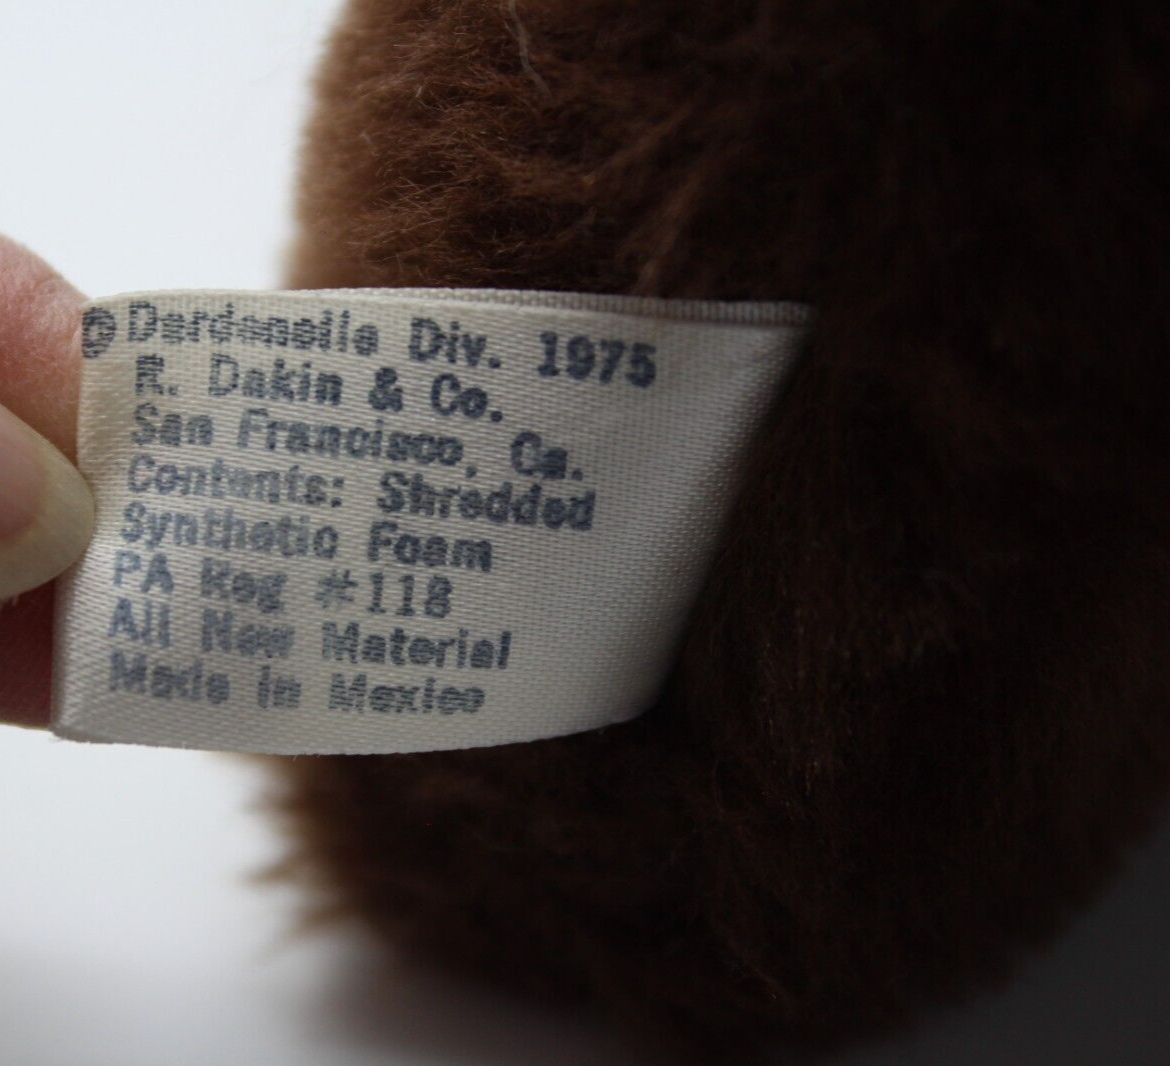 © Dardanelle Div. 1975
R. Dakin & Co.
San Francisco, Ca.
Contents: Shredded
Synthetic Foam
PA Reg #118
All New Material
Made in Mexico